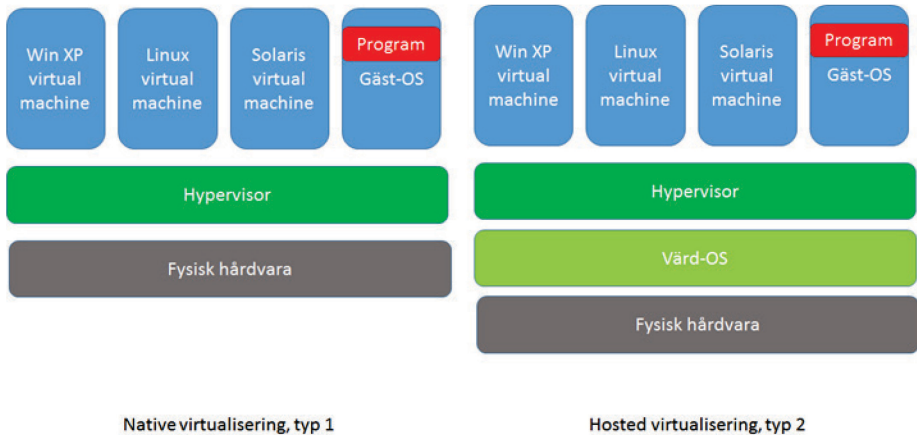 Win XP
virtual
machine
Linux
virtual
machine
Solaris
virtual
machine
Program
Gäst-OS
Hypervisor
Fysisk hårdvara
Native virtualisering, typ 1
Win XP
virtual
machine
Linux
virtual
machine
Solaris
virtual
machine
Program
Gäst-OS
Hypervisor
Värd-OS
Fysisk hårdvara
Hosted virtualisering, typ 2